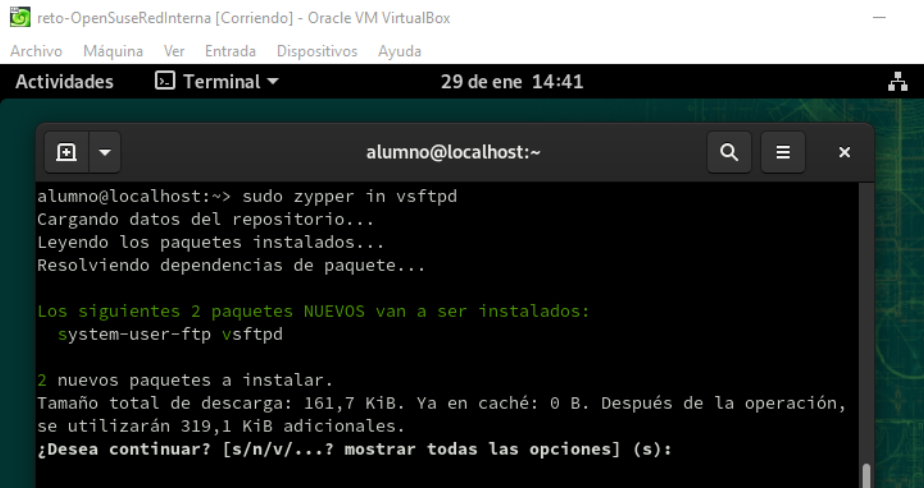 reto-OpenSuseRedInterna [Corriendo] - Oracle VM VirtualBox
Archivo Máquina Ver Entrada Dispositivos Ayuda
Actividades Terminal 29 de ene 14:41
alumno@localhost:~
alumno@localhost:~> sudo zypper in vsftpd
Cargando datos del repositorio...
Leyendo los paquetes instalados...
Resolviendo dependencias de paquete...
Los siguientes 2 paquetes NUEVOS van a ser instalados:
system-user-ftp vsftpd
2 nuevos paquetes a instalar.
Tamaño total de descarga: 161,7 KiB. Ya en caché: 0 B. Después de la operación,
se utilizarán 319,1 KiB adicionales.
¿Desea continuar? [s/n/v/...? mostrar todas las opciones] (s):